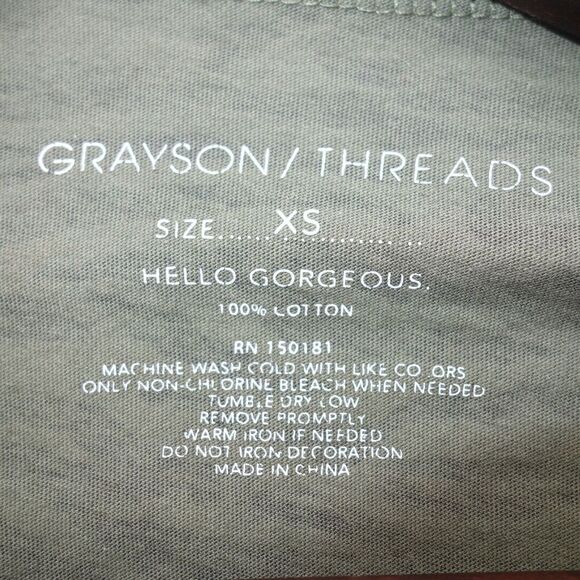 GRAYSON / THREADS
SIZE......XS............
HELLO GORGEOUS.
100% COTTON
RN 150181
MACHINE WASH COLD WITH LIKE COLORS
ONLY NON-CHLORINE BLEACH WHEN NEEDED
TUMBLE DRY LOW
REMOVE PROMPTLY
WARM IRON IF NEEDED
DO NOT IRON DECORATION
MADE IN CHINA